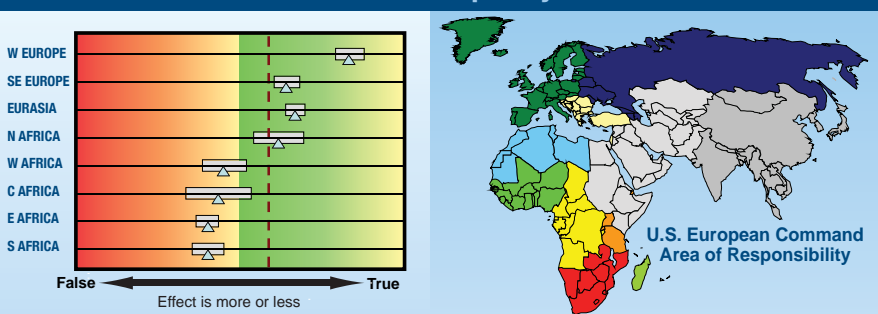 W EUROPE
SE EUROPE
EURASIA
N AFRICA
W AFRICA
C AFRICA
E AFRICA
S AFRICA
False
True
Effect is more or less
U.S. European Command
Area of Responsibility